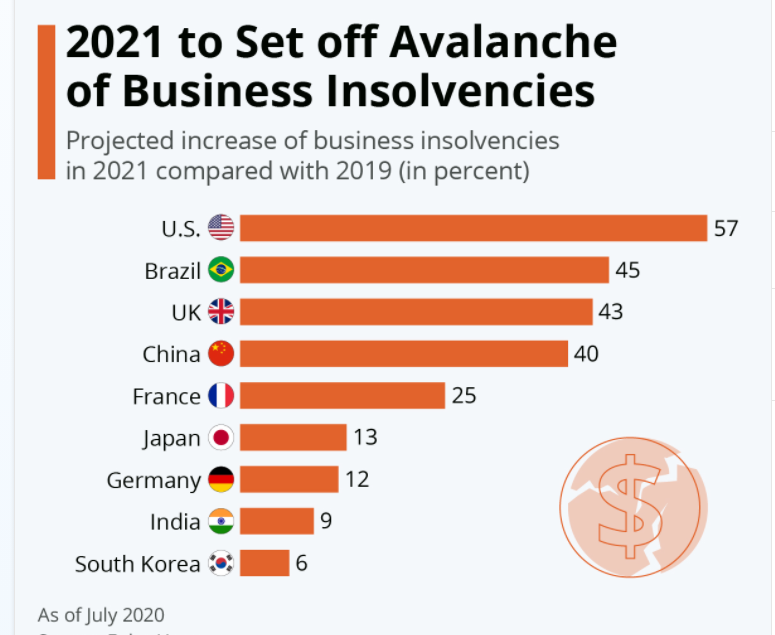 2021 to Set off Avalanche
of Business Insolvencies
Projected increase of business insolvencies
in 2021 compared with 2019 (in percent)
U.S. 57
Brazil 45
UK 43
China 40
France 25
Japan 13
Germany 12
India 9
South Korea 6
$
As of July 2020